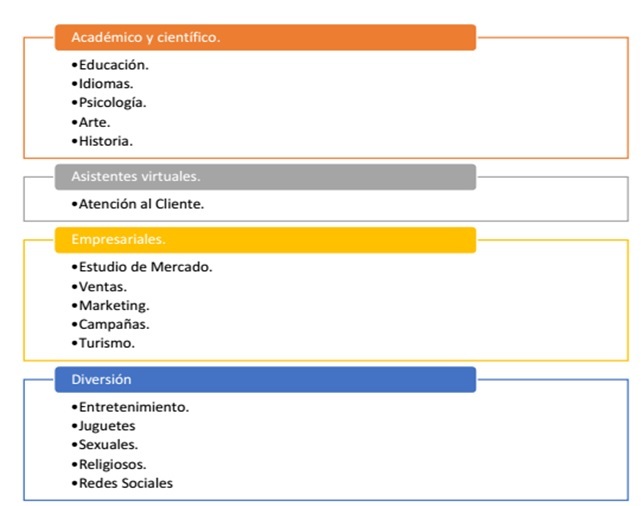 Académico y científico.
•Educación.
•Idiomas.
•Psicología.
•Arte.
•Historia.
Asistentes virtuales.
•Atención al Cliente.
Empresariales.
•Estudio de Mercado.
•Ventas.
•Marketing.
•Campañas.
•Turismo.
Diversión
•Entretenimiento.
•Juguetes
•Sexuales.
•Religiosos.
•Redes Sociales